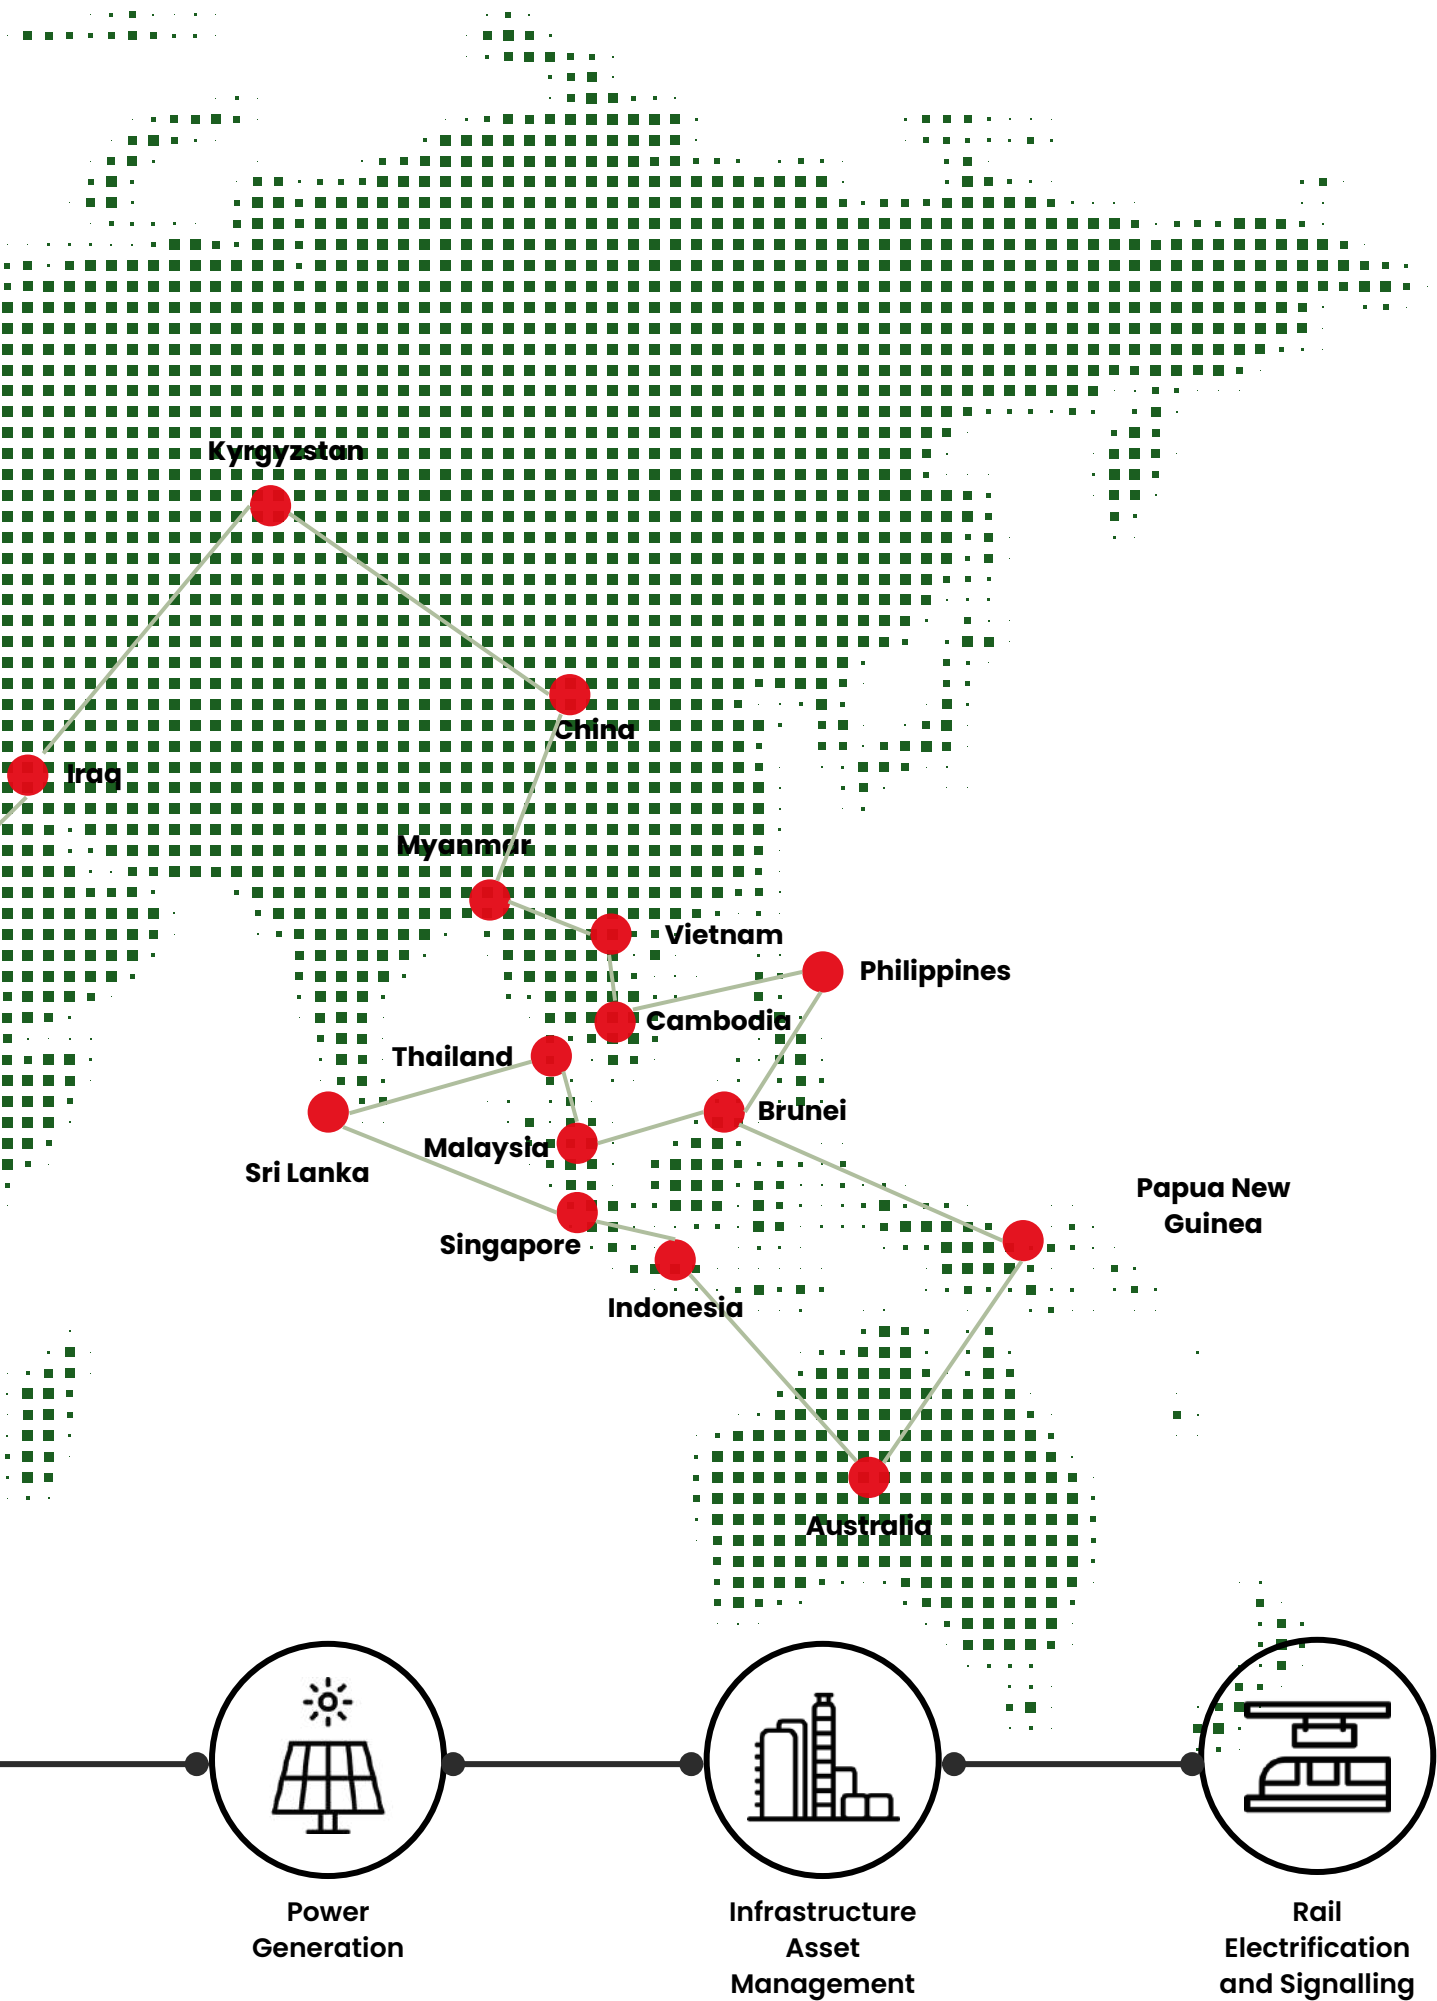 Kyrgyzstan
China
Iraq
Myanmar
Vietnam
Philippines
Cambodia
Thailand
Brunei
Malaysia
Sri Lanka
Papua New
Guinea
Singapore
Indonesia
Australia
Power
Generation
Infrastructure
Asset
Management
Rail
Electrification
and Signalling